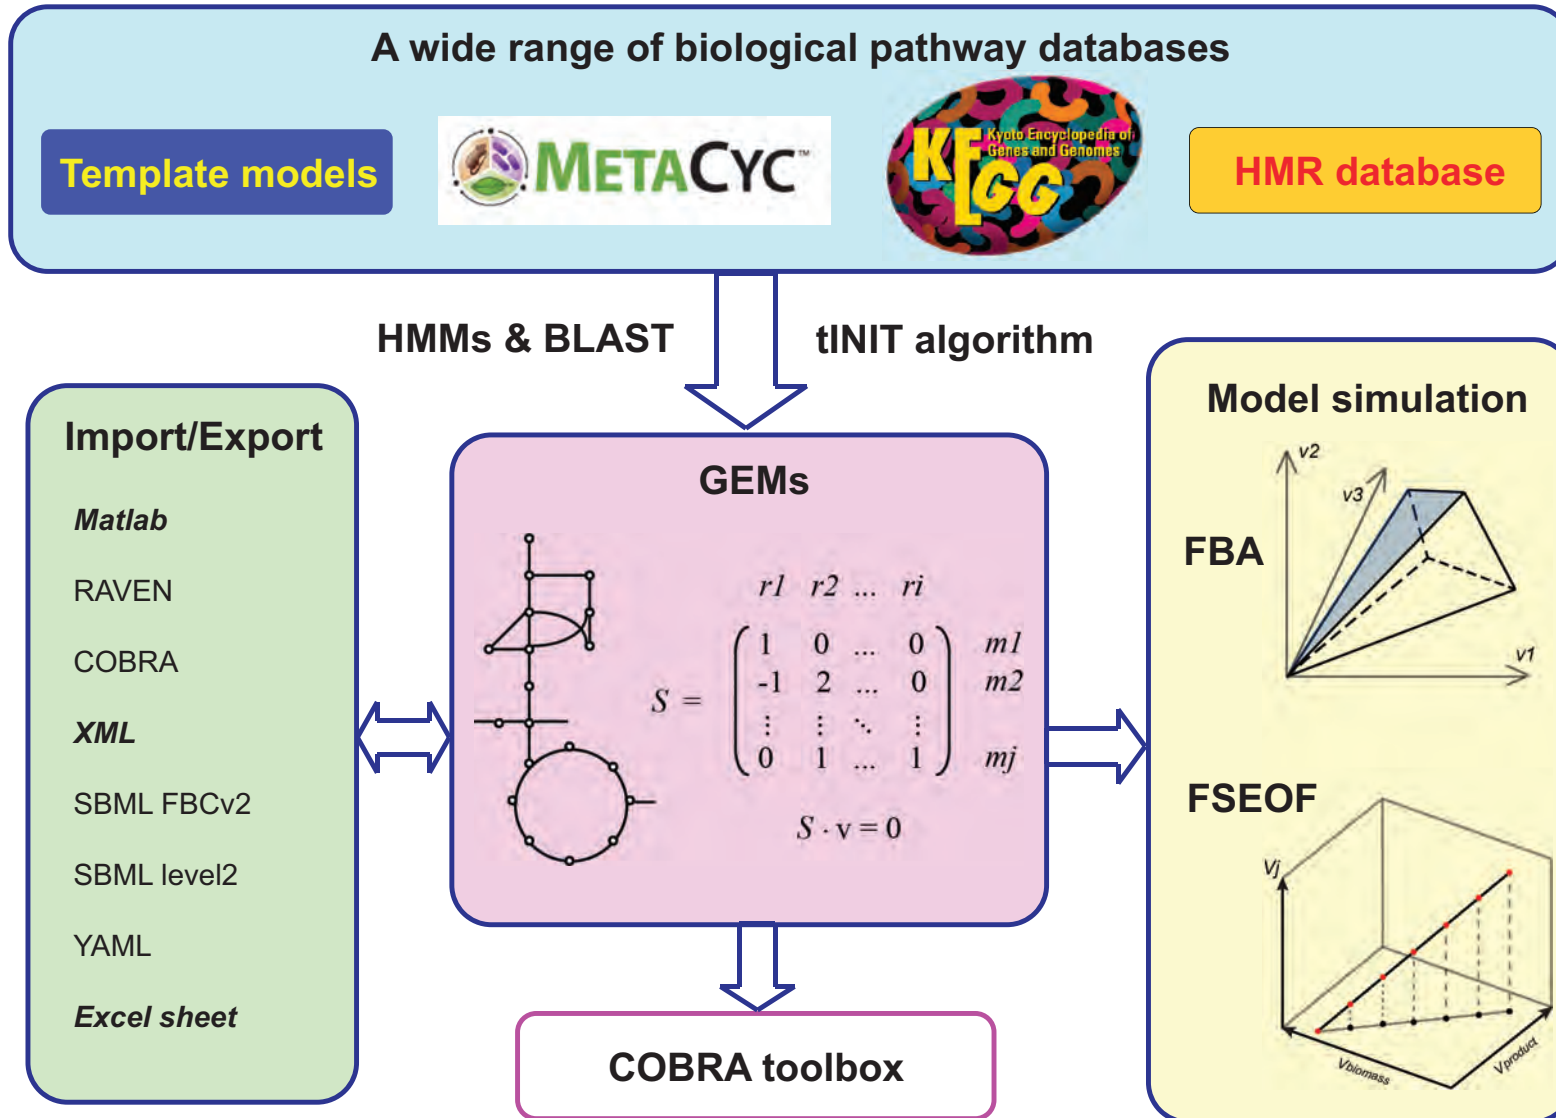 A wide range of biological pathway databases
Template models
METACYC™
KEGG
Kyoto Encyclopedia of
Genes and Genomes
HMR database
HMMs & BLAST
tINIT algorithm
Import/Export
Matlab
RAVEN
COBRA
XML
SBML FBCv2
SBML level2
YAML
Excel sheet
GEMs
r1 r2 ... ri
1 0 ... 0 m1
S = -1 2 ... 0 m2
⋮ ⋮ ⋱ ⋮
0 1 ... 1 mj
S · v = 0
COBRA toolbox
Model simulation
FBA
v2
v3
v1
FSEOF
Vj
Vbiomass
Vproduct